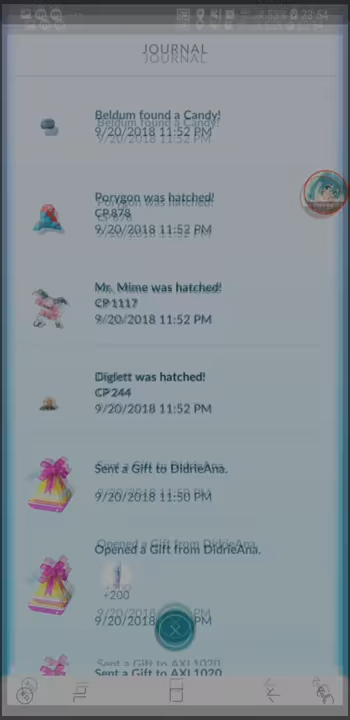 53% 23:54
JOURNAL
Beldum found a Candy!
9/20/2018 11:52 PM
Porygon was hatched!
CP 878
9/20/2018 11:52 PM
Mr. Mime was hatched!
CP 1117
9/20/2018 11:52 PM
Diglett was hatched!
CP 244
9/20/2018 11:52 PM
Sent a Gift to DidrieAna.
9/20/2018 11:50 PM
Opened a Gift from DidrieAna.
+200
9/20/2018 PM
Sent a Gift to AXL1020